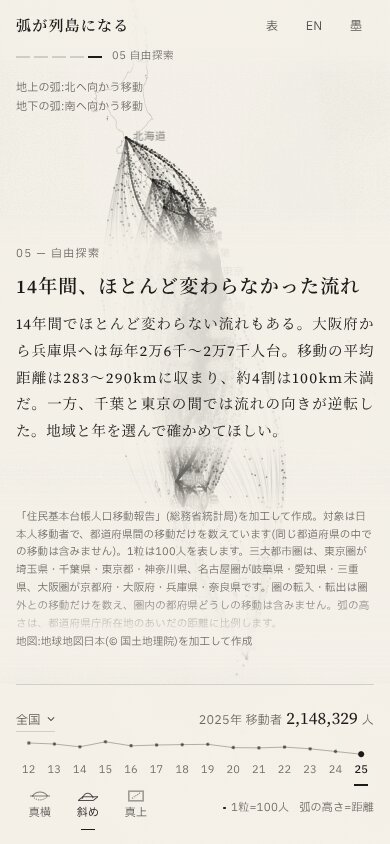 弧が列島になる
表 EN 墨
05 自由探索
地上の弧:北へ向かう移動
地下の弧:南へ向かう移動
北海道
宮城
05 — 自由探索
14年間、ほとんど変わらなかった流れ
14年間でほとんど変わらない流れもある。大阪府か
ら兵庫県へは毎年2万6千〜2万7千人台。移動の平均
距離は283〜290kmに収まり、約4割は100km未満
だ。一方、千葉と東京の間では流れの向きが逆転し
た。地域と年を選んで確かめてほしい。
「住民基本台帳人口移動報告」(総務省統計局)を加工して作成。対象は日
本人移動者で、都道府県間の移動だけを数えています(同じ都道府県の中で
の移動は含みません)。1粒は100人を表します。三大都市圏は、東京圏が
埼玉県・千葉県・東京都・神奈川県、名古屋圏が岐阜県・愛知県・三重
県、大阪圏が京都府・大阪府・兵庫県・奈良県です。圏の転入・転出は圏
外との移動だけを数え、圏内の都府県どうしの移動は含みません。弧の高
さは、都道府県庁所在地のあいだの距離に比例します。
地図:地球地図日本(© 国土地理院)を加工して作成
全国 2025年 移動者 2,148,329 人
12 13 14 15 16 17 18 19 20 21 22 23 24 25
真横 斜め 真上
1粒=100人 弧の高さ=距離